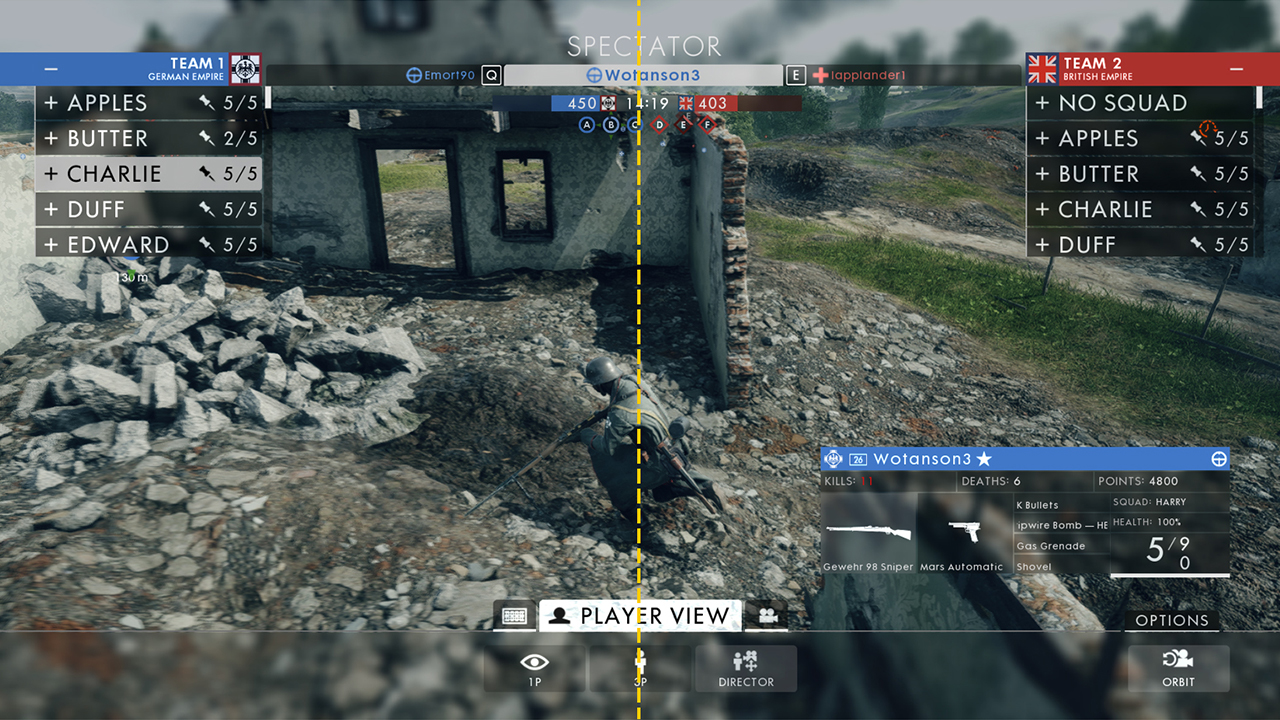 SPECTATOR
TEAM 1
GERMAN EMPIRE
Emort90 Q Wotanson3 E lapplander1
TEAM 2
BRITISH EMPIRE
450 14:19 403
A B C D E F
+ APPLES 5/5
+ BUTTER 2/5
+ CHARLIE 5/5
+ DUFF 5/5
+ EDWARD 5/5
130m
+ NO SQUAD
+ APPLES 5/5
+ BUTTER 5/5
+ CHARLIE 5/5
+ DUFF 5/5
26 Wotanson3
KILLS: 11 DEATHS: 6 POINTS: 4800
K Bullets
ipwire Bomb — HE
Gas Grenade
Shovel
SQUAD: HARRY
HEALTH: 100%
5/9
0
Gewehr 98 Sniper Mars Automatic
PLAYER VIEW
OPTIONS
1P
3P
DIRECTOR
ORBIT